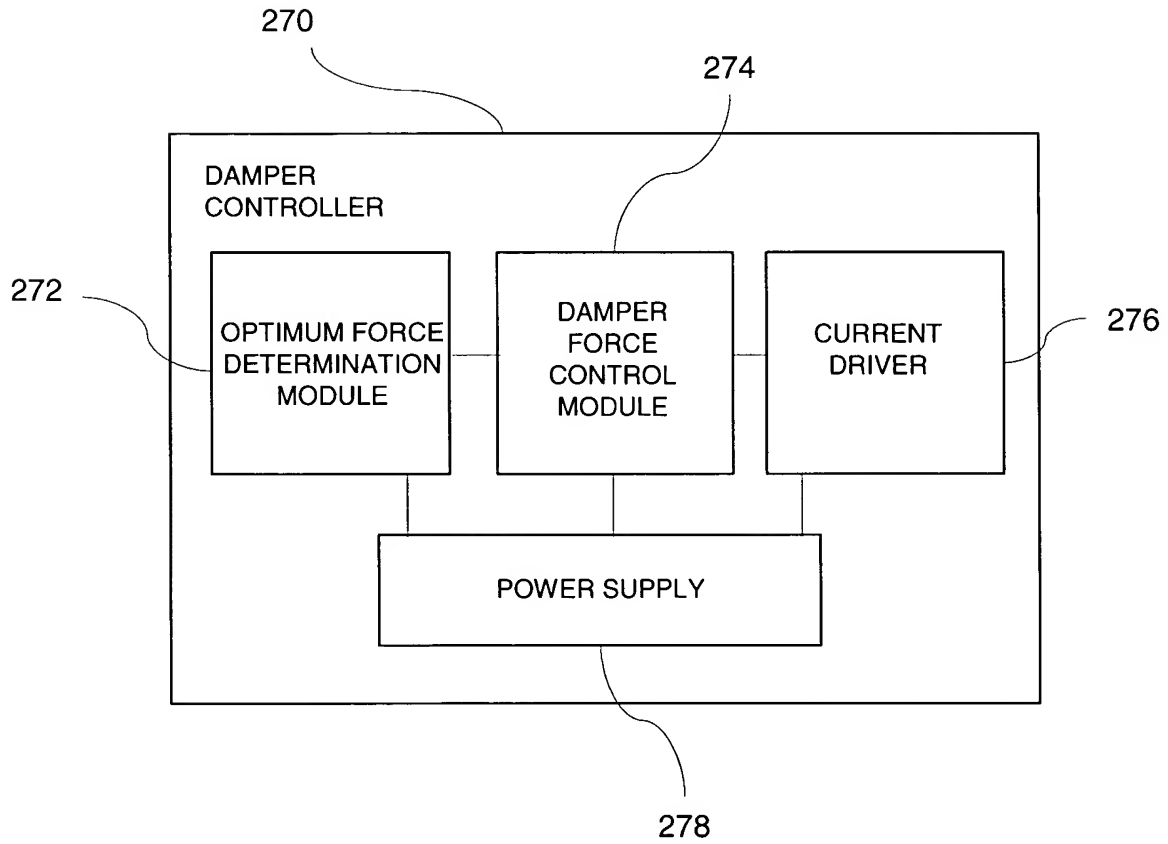 270
274
DAMPER
CONTROLLER
272
OPTIMUM FORCE
DETERMINATION
MODULE
DAMPER
FORCE
CONTROL
MODULE
CURRENT
DRIVER
276
POWER SUPPLY
278